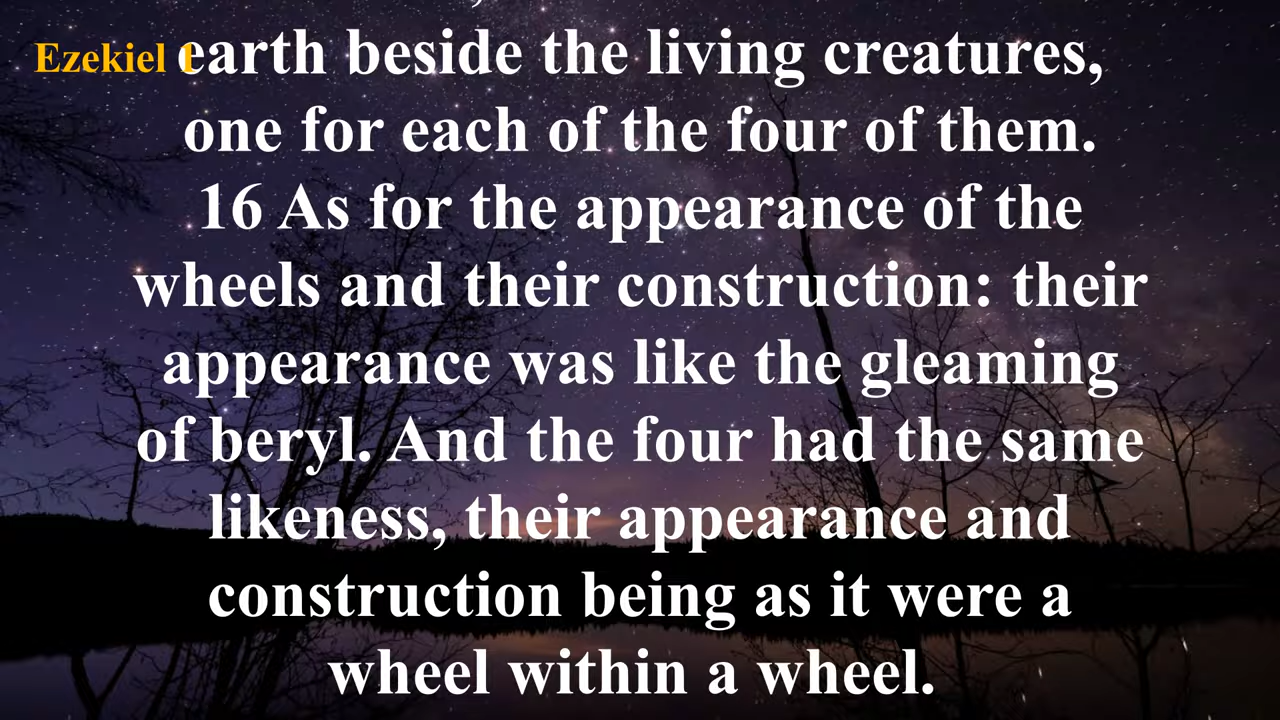 Ezekiel 1
earth beside the living creatures,
one for each of the four of them.
16 As for the appearance of the
wheels and their construction: their
appearance was like the gleaming
of beryl. And the four had the same
likeness, their appearance and
construction being as it were a
wheel within a wheel.